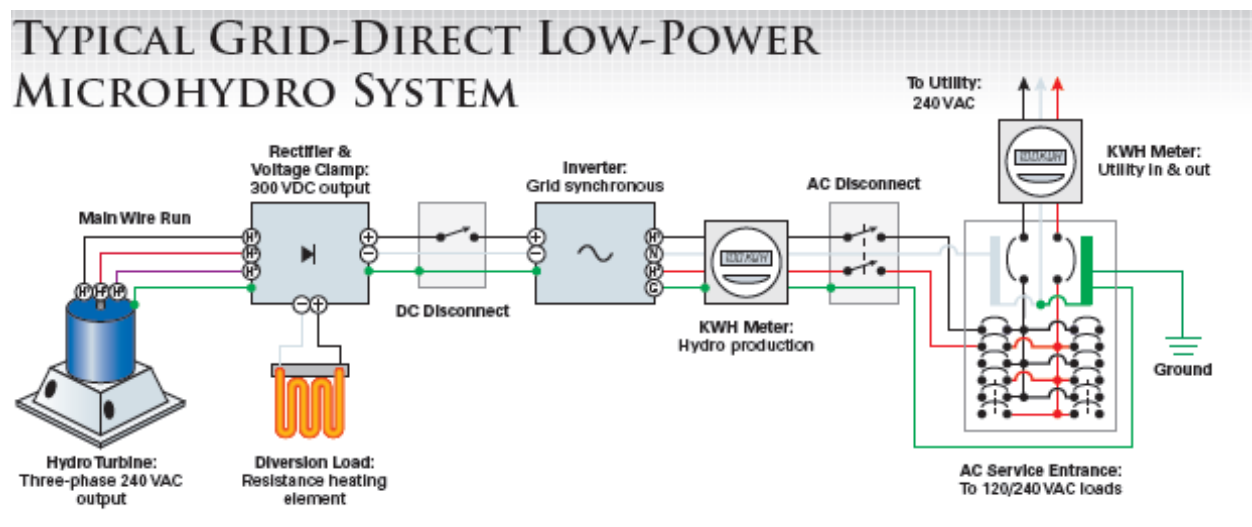 TYPICAL GRID-DIRECT LOW-POWER
MICROHYDRO SYSTEM
To Utility:
240 VAC
KWH Meter:
Utility in & out
Rectifier &
Voltage Clamp:
300 VDC output
Inverter:
Grid synchronous
AC Disconnect
Main Wire Run
DC Disconnect
KWH Meter:
Hydro production
Ground
Hydro Turbine:
Three-phase 240 VAC
output
Diversion Load:
Resistance heating
element
AC Service Entrance:
To 120/240 VAC loads
H¹
N
H²
G
+
−
+
−
−
+